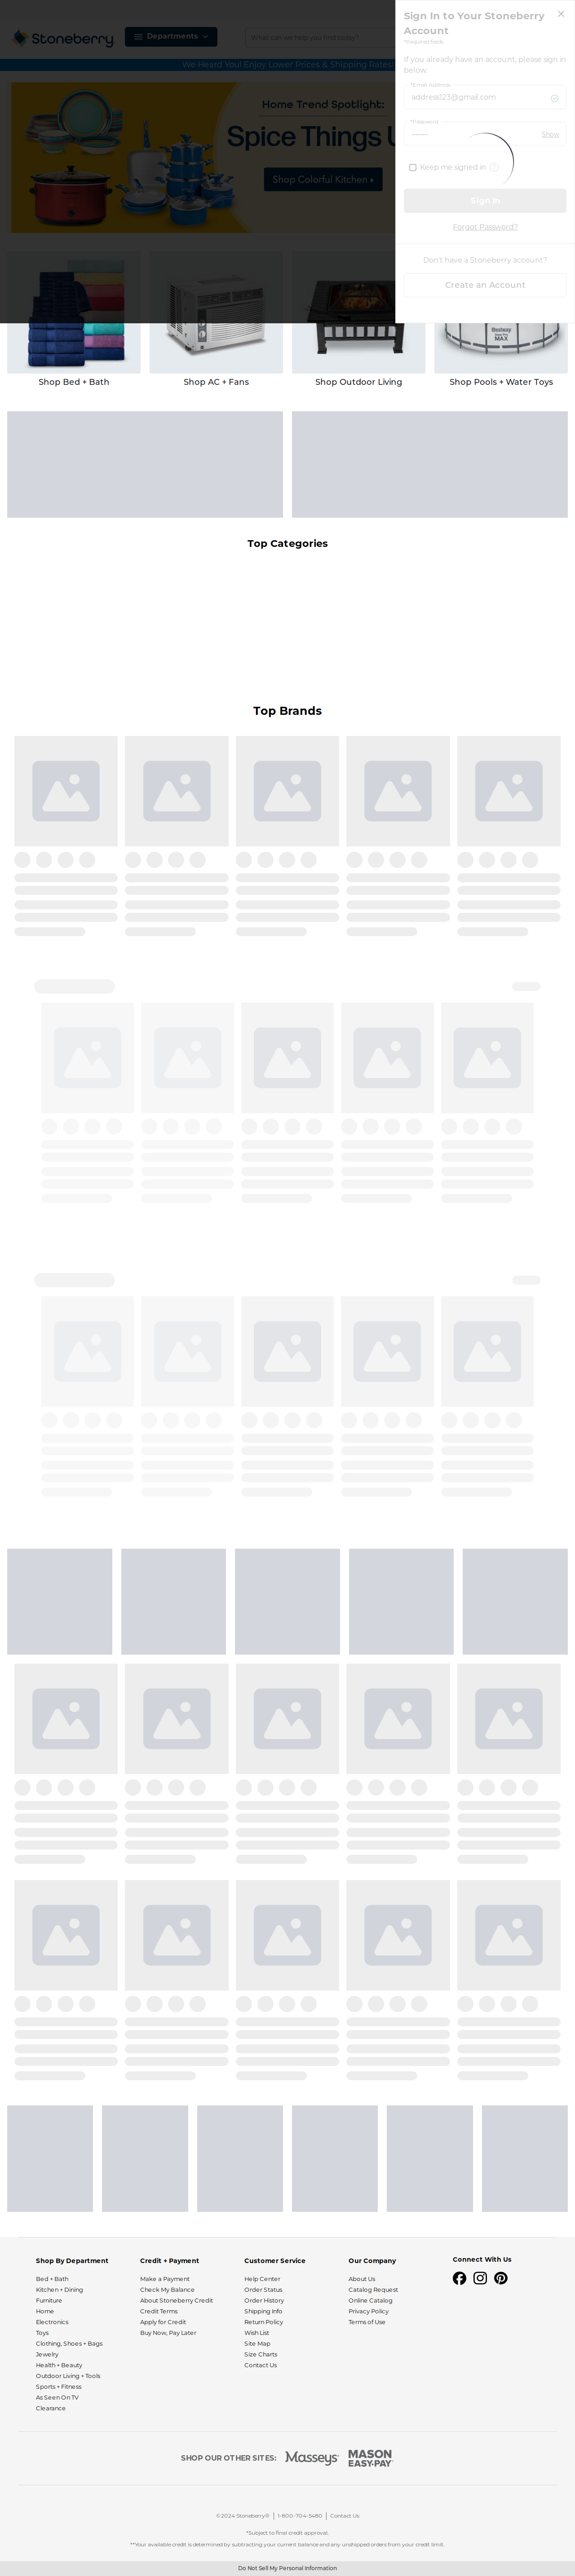 Stoneberry
Departments
What can we help you find today?
We Heard You! Enjoy Lower Prices & Shipping Rates!
Home Trend Spotlight:
Spice Things U
Shop Colorful Kitchen
Sign In to Your Stoneberry
Account
*Required fields
If you already have an account, please sign in
below.
*Email Address
address123@gmail.com
*Password
Show
Keep me signed in
Sign In
Forgot Password?
Don't have a Stoneberry account?
Create an Account
Bestway
MAX
Shop Bed + Bath
Shop AC + Fans
Shop Outdoor Living
Shop Pools + Water Toys
Top Categories
Top Brands
Shop By Department
Bed + Bath
Kitchen + Dining
Furniture
Home
Electronics
Toys
Clothing, Shoes + Bags
Jewelry
Health + Beauty
Outdoor Living + Tools
Sports + Fitness
As Seen On TV
Clearance
Credit + Payment
Make a Payment
Check My Balance
About Stoneberry Credit
Credit Terms
Apply for Credit
Buy Now, Pay Later
Customer Service
Help Center
Order Status
Order History
Shipping Info
Return Policy
Wish List
Site Map
Size Charts
Contact Us
Our Company
About Us
Catalog Request
Online Catalog
Privacy Policy
Terms of Use
Connect With Us
SHOP OUR OTHER SITES:
Masseys
MASON
EASY•PAY
©2024 Stoneberry® | 1-800-704-5480 | Contact Us
*Subject to final credit approval.
**Your available credit is determined by subtracting your current balance and any unshipped orders from your credit limit.
Do Not Sell My Personal Information